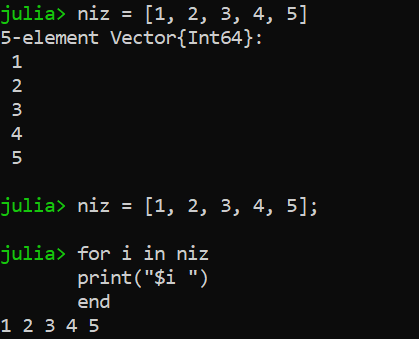 julia> niz = [1, 2, 3, 4, 5]
5-element Vector{Int64}:
 1
 2
 3
 4
 5

julia> niz = [1, 2, 3, 4, 5];

julia> for i in niz
       print("$i ")
       end
1 2 3 4 5